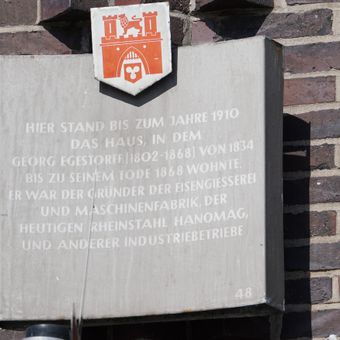 HIER STAND BIS ZUM JAHRE 1910
DAS HAUS, IN DEM
GEORG EGESTORFF (1802-1868) VON 1834
BIS ZU SEINEM TODE 1868 WOHNTE.
ER WAR DER GRÜNDER DER EISENGIESSEREI
UND MASCHINENFABRIK, DER
HEUTIGEN RHEINSTAHL HANOMAG,
UND ANDERER INDUSTRIEBETRIEBE
48